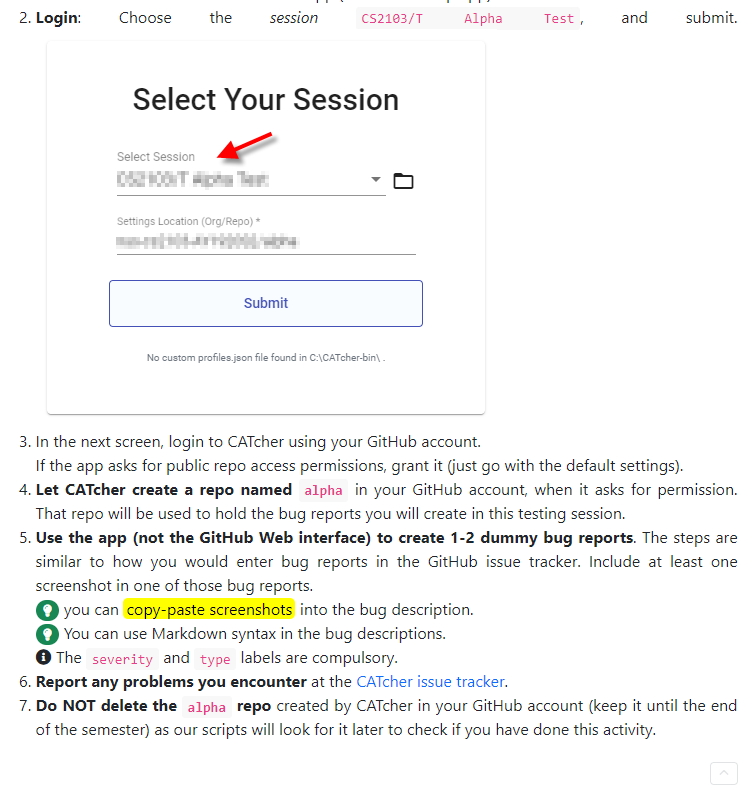 2. Login: Choose the session CS2103/T Alpha Test, and submit.
Select Your Session
Select Session
Settings Location (Org/Repo) *
Submit
No custom profiles.json file found in C:\CATcher-bin\ .
3. In the next screen, login to CATcher using your GitHub account.
If the app asks for public repo access permissions, grant it (just go with the default settings).
4. Let CATcher create a repo named alpha in your GitHub account, when it asks for permission.
That repo will be used to hold the bug reports you will create in this testing session.
5. Use the app (not the GitHub Web interface) to create 1-2 dummy bug reports. The steps are
similar to how you would enter bug reports in the GitHub issue tracker. Include at least one
screenshot in one of those bug reports.
you can copy-paste screenshots into the bug description.
You can use Markdown syntax in the bug descriptions.
The severity and type labels are compulsory.
6. Report any problems you encounter at the CATcher issue tracker.
7. Do NOT delete the alpha repo created by CATcher in your GitHub account (keep it until the end
of the semester) as our scripts will look for it later to check if you have done this activity.